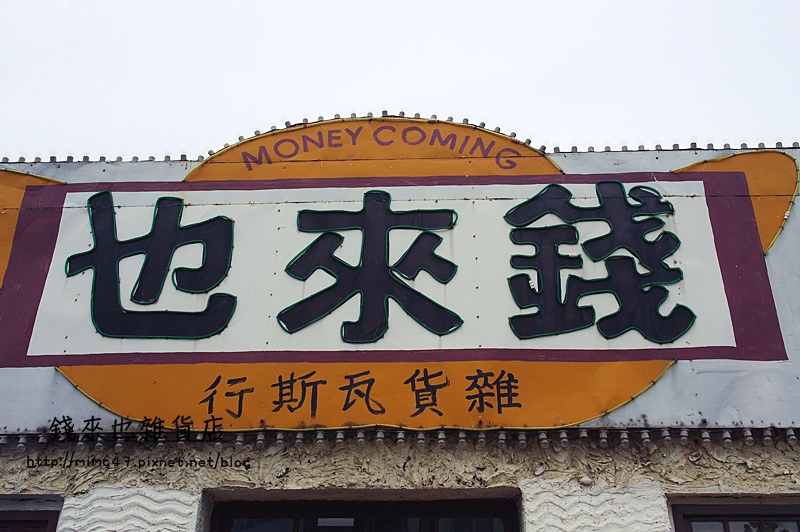 MONEY COMING
錢來也
雜貨瓦斯行
錢來也雜貨店
http://ming47.pixnet.net/blog